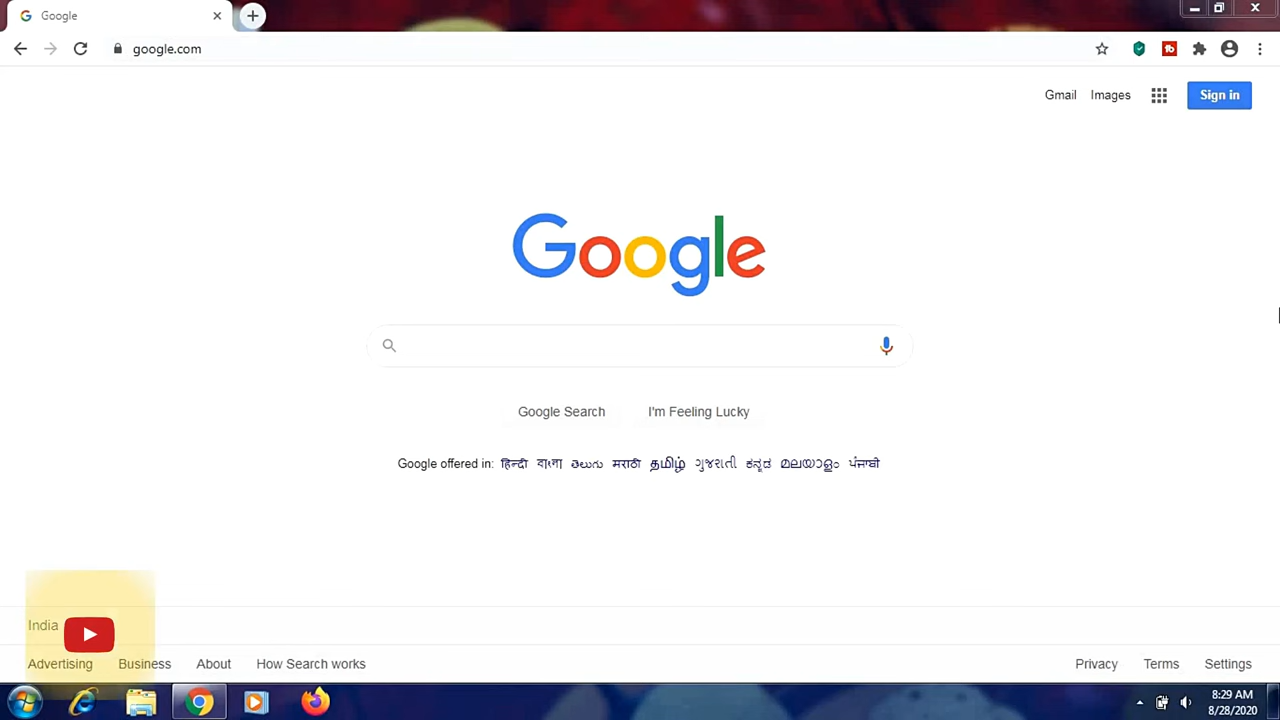 Google
google.com
Gmail Images Sign in
Google
Google Search I'm Feeling Lucky
Google offered in: हिन्दी বাংলা తెలుగు मराठी தமிழ் ગુજરાતી ಕನ್ನಡ മലയാളം ਪੰਜਾਬੀ
India
Advertising Business About How Search works Privacy Terms Settings
8:29 AM
8/28/2020